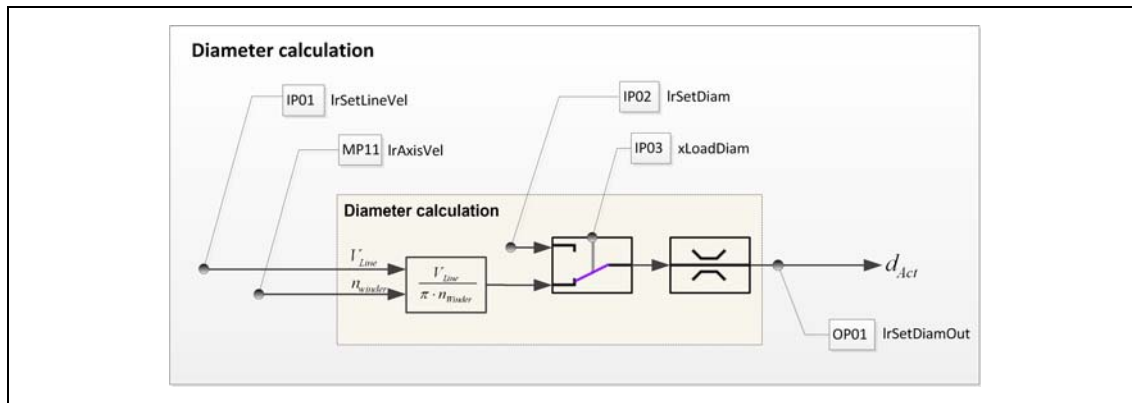 Diameter calculation
IP01 lrSetLineVel
IP02 lrSetDiam
MP11 lrAxisVel
IP03 xLoadDiam
Diameter calculation
V_Line
n_winder
V_Line
π · n_Winder
d_Act
OP01 lrSetDiamOut